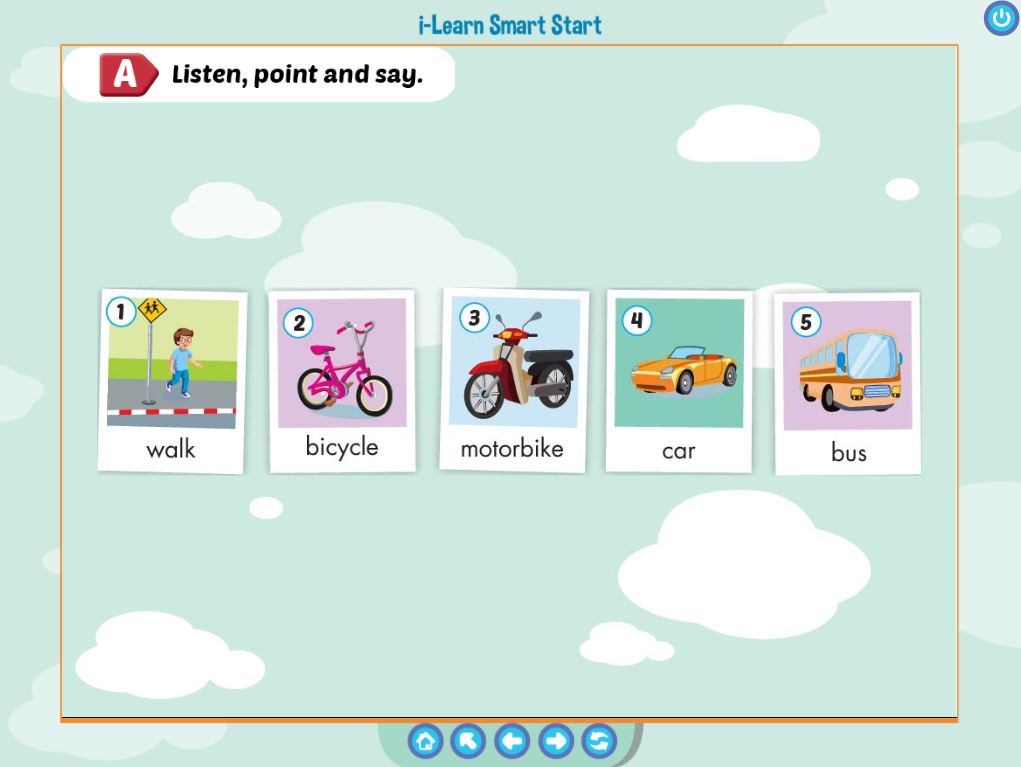 i-Learn Smart Start
A Listen, point and say.
1
walk
2
bicycle
3
motorbike
4
car
5
bus